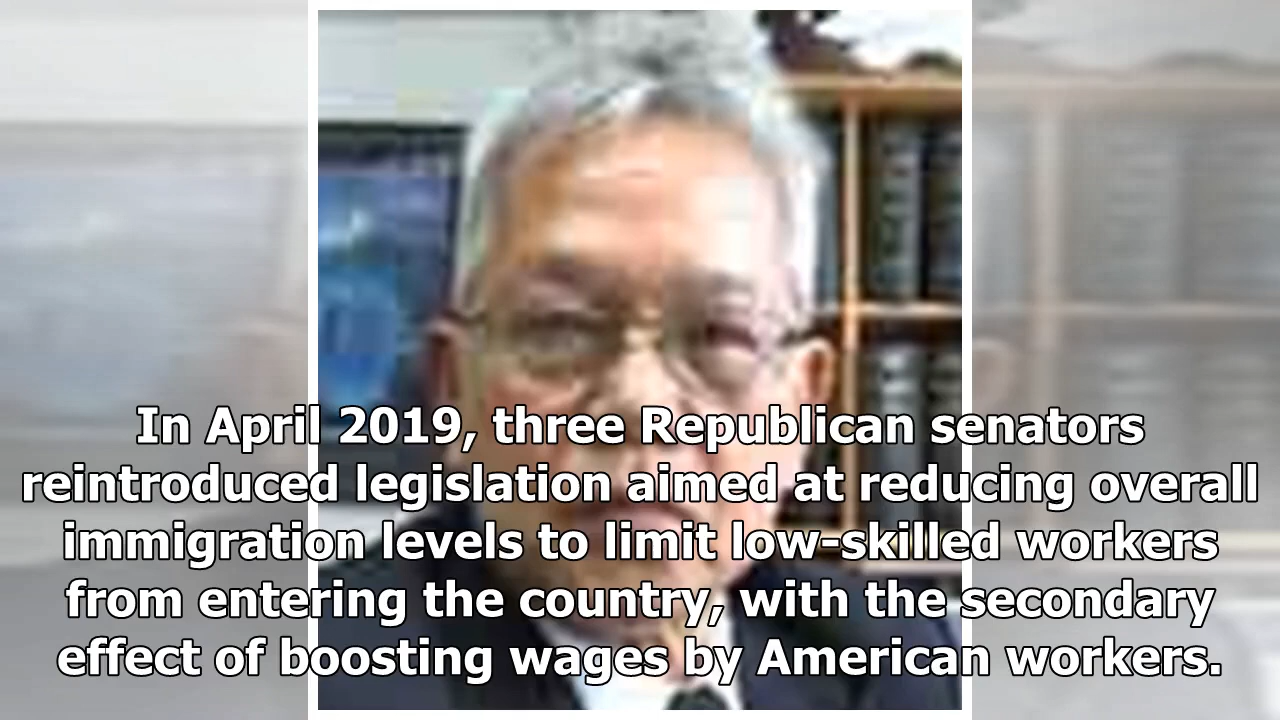 In April 2019, three Republican senators
reintroduced legislation aimed at reducing overall
immigration levels to limit low-skilled workers
from entering the country, with the secondary
effect of boosting wages by American workers.